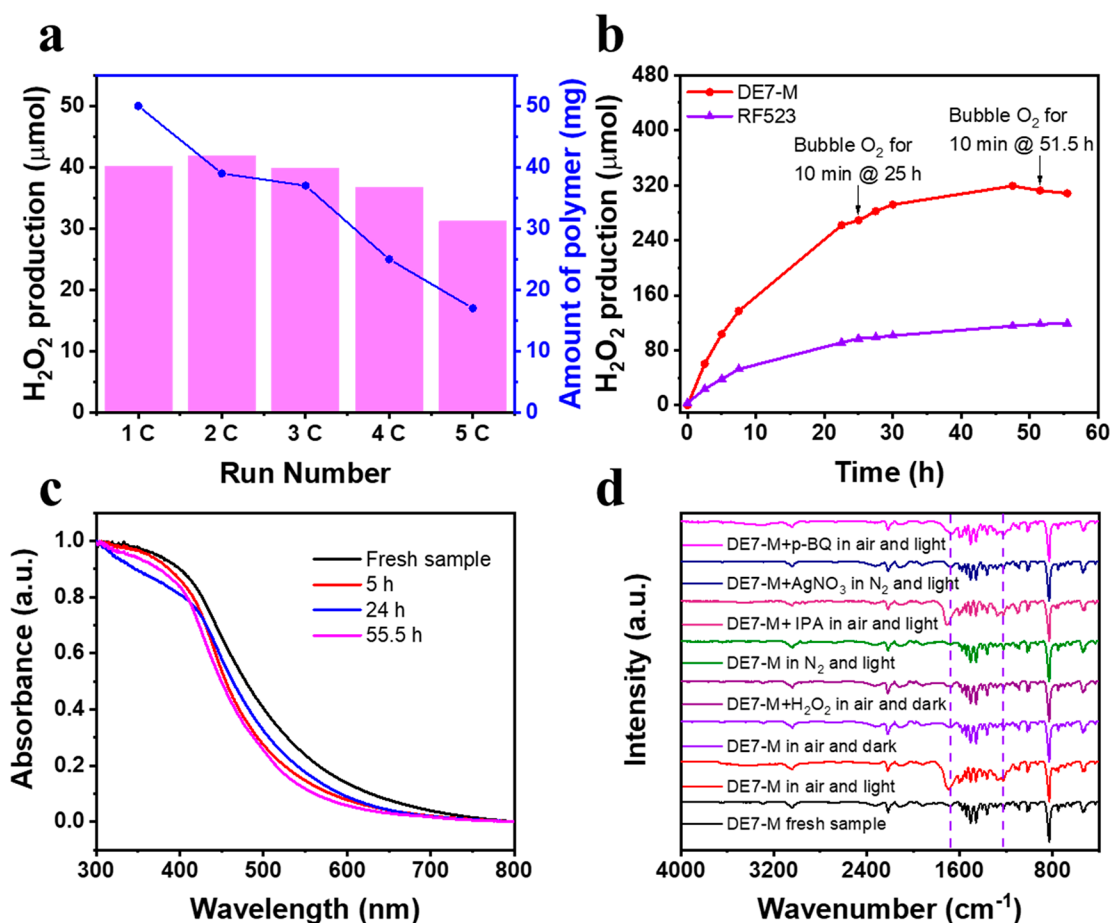 a
H₂O₂ production (μmol)
50
40
30
20
10
0
50
40
30
20
10
0
Amount of polymer (mg)
1 C 2 C 3 C 4 C 5 C
Run Number
b
H₂O₂ prduction (μmol)
480
400
320
240
160
80
0
DE7-M
RF523
Bubble O₂ for
10 min @ 25 h
Bubble O₂ for
10 min @ 51.5 h
0 10 20 30 40 50 60
Time (h)
c
Absorbance (a.u.)
1.0
0.8
0.6
0.4
0.2
0.0
Fresh sample
5 h
24 h
55.5 h
300 400 500 600 700 800
Wavelength (nm)
d
Intensity (a.u.)
DE7-M+p-BQ in air and light
DE7-M+AgNO₃ in N₂ and light
DE7-M+ IPA in air and light
DE7-M in N₂ and light
DE7-M+H₂O₂ in air and dark
DE7-M in air and dark
DE7-M in air and light
DE7-M fresh sample
4000 3200 2400 1600 800
Wavenumber (cm⁻¹)